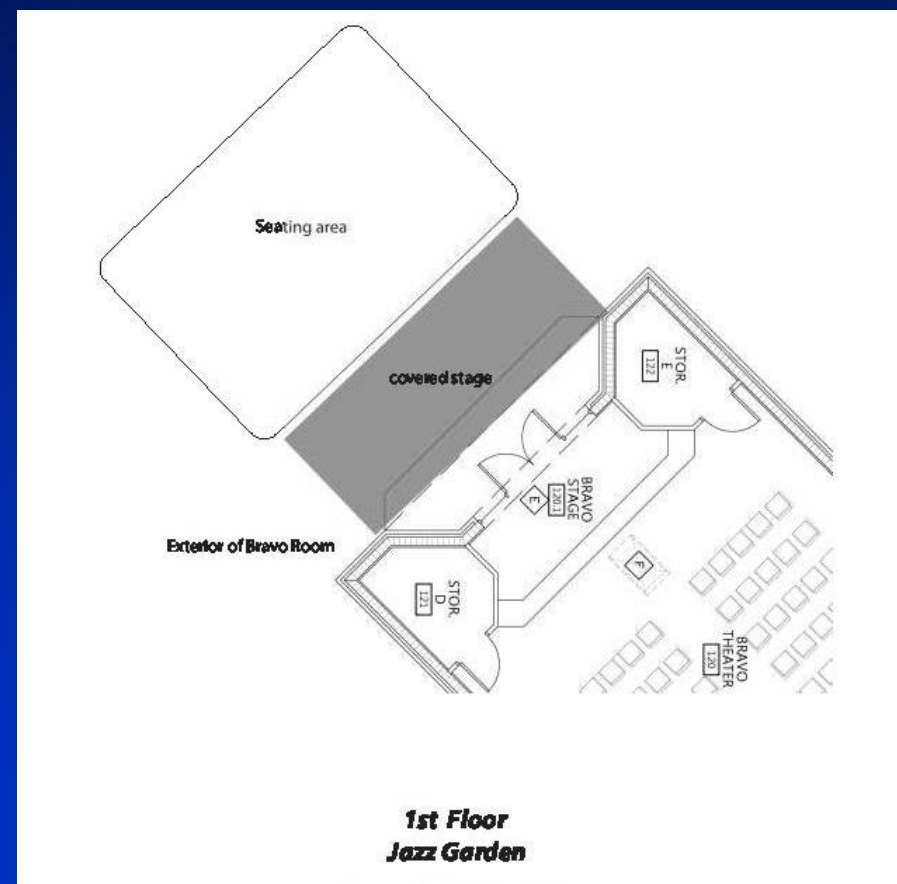 Seating area
covered stage
STOR.
E
122
BRAVO
STAGE
120.1
E
Exterior of Bravo Room
F
STOR.
D
121
BRAVO
THEATER
120
1st Floor
Jazz Garden